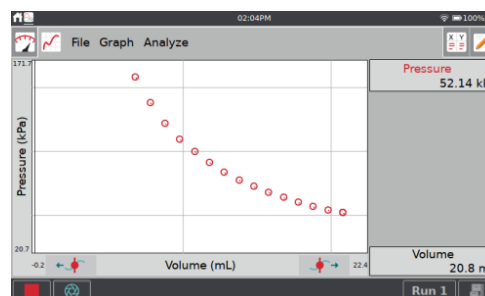 02:04PM
100%
File Graph Analyze
X Y
171.7
Pressure (kPa)
20.7
-0.2
Volume (mL)
22.4
Pressure
52.14 k
Volume
20.8 m
Run 1